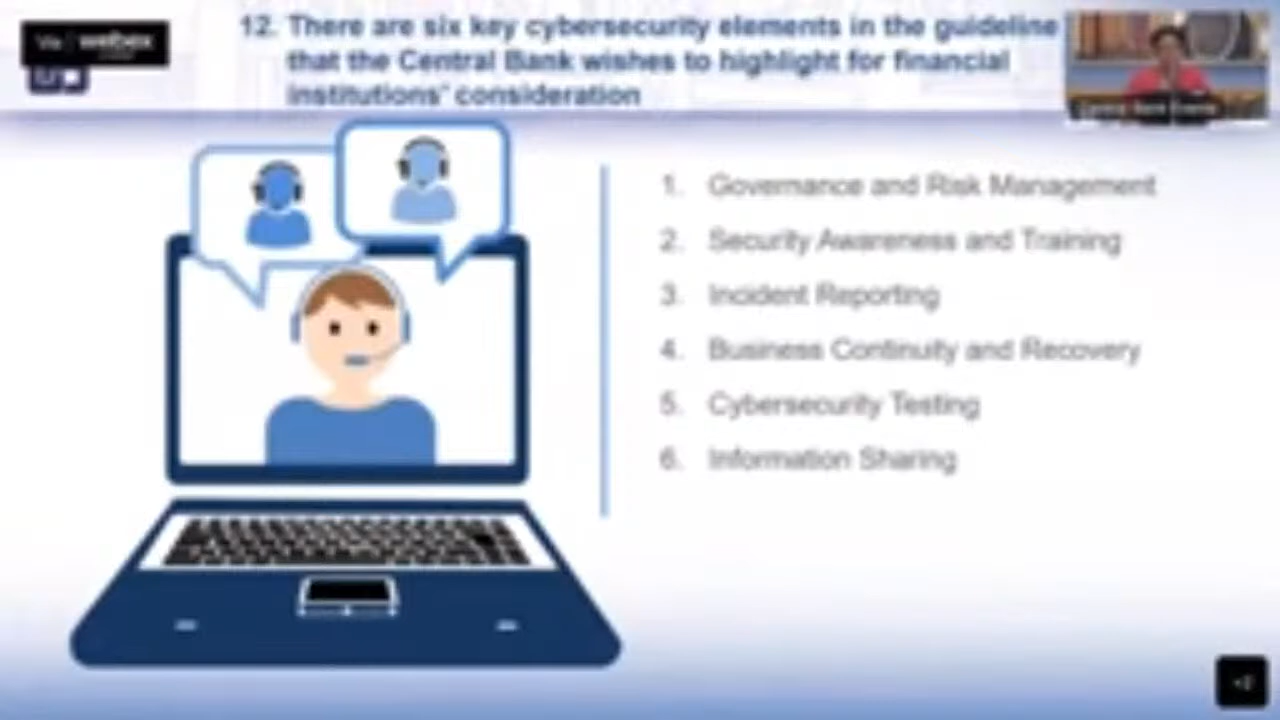 Via webex
12. There are six key cybersecurity elements in the guideline
that the Central Bank wishes to highlight for financial
institutions' consideration
1. Governance and Risk Management
2. Security Awareness and Training
3. Incident Reporting
4. Business Continuity and Recovery
5. Cybersecurity Testing
6. Information Sharing